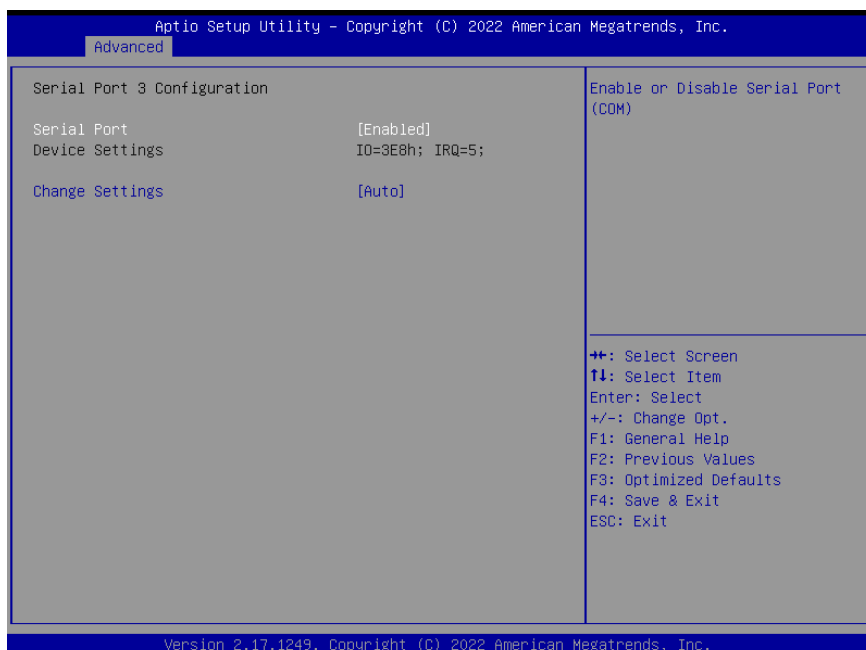 Aptio Setup Utility – Copyright (C) 2022 American Megatrends, Inc.
Advanced
Serial Port 3 Configuration
Serial Port [Enabled]
Device Settings IO=3E8h; IRQ=5;
Change Settings [Auto]
Enable or Disable Serial Port
(COM)
→←: Select Screen
↑↓: Select Item
Enter: Select
+/-: Change Opt.
F1: General Help
F2: Previous Values
F3: Optimized Defaults
F4: Save & Exit
ESC: Exit
Version 2.17.1249. Copyright (C) 2022 American Megatrends, Inc.